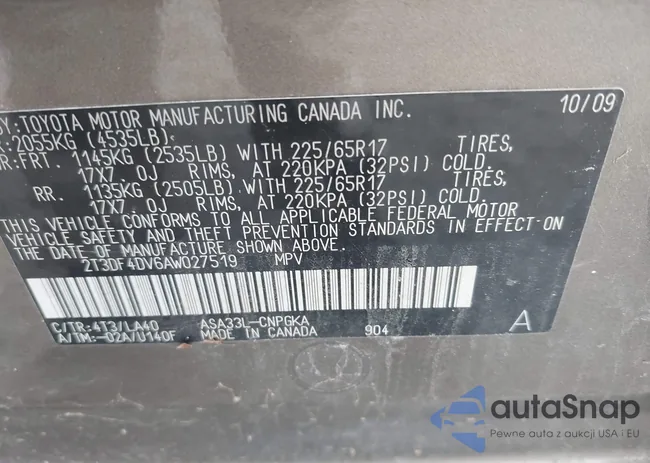 BY:TOYOTA MOTOR MANUFACTURING CANADA INC. 10/09
R:2055KG (4535LB)
R:FRT. 1145KG (2535LB) WITH 225/65R17 TIRES,
17X7.0J RIMS, AT 220KPA (32PSI) COLD.
RR. 1135KG (2505LB) WITH 225/65R17 TIRES,
17X7.0J RIMS, AT 220KPA (32PSI) COLD.
THIS VEHICLE CONFORMS TO ALL APPLICABLE FEDERAL MOTOR
VEHICLE SAFETY AND THEFT PREVENTION STANDARDS IN EFFECT ON
THE DATE OF MANUFACTURE SHOWN ABOVE.
2T3DF4DV6AW027519 MPV
C/TR:4T3/LA40 ASA33L-CNPGKA A
A/TM:-02A/U140F MADE IN CANADA 904
autaSnap
Pewne auta z aukcji USA i EU